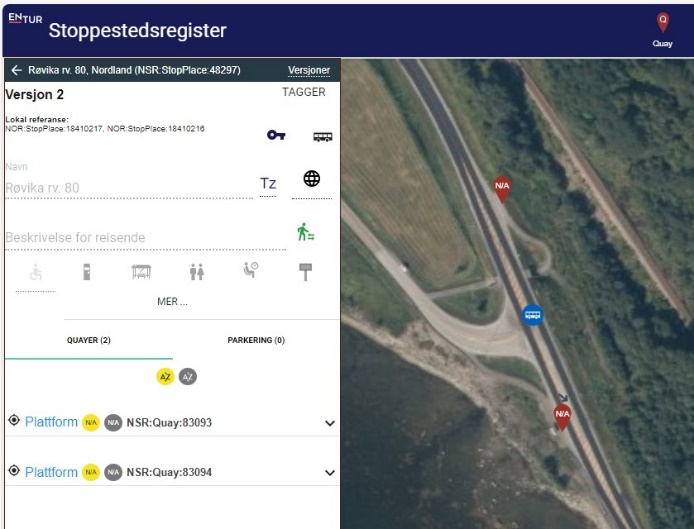 ENTUR
Stoppestedsregister
Q
Quay
Røvika rv. 80, Nordland (NSR:StopPlace:48297)
Versjoner
Versjon 2
TAGGER
Lokal referanse:
NOR:StopPlace:18410217, NOR:StopPlace:18410216
Navn
Røvika rv. 80
Tz
Beskrivelse for reisende
MER ...
QUAYER (2)
PARKERING (0)
AZ AZ
Plattform N/A N/A NSR:Quay:83093
Plattform N/A N/A NSR:Quay:83094
N/A
N/A